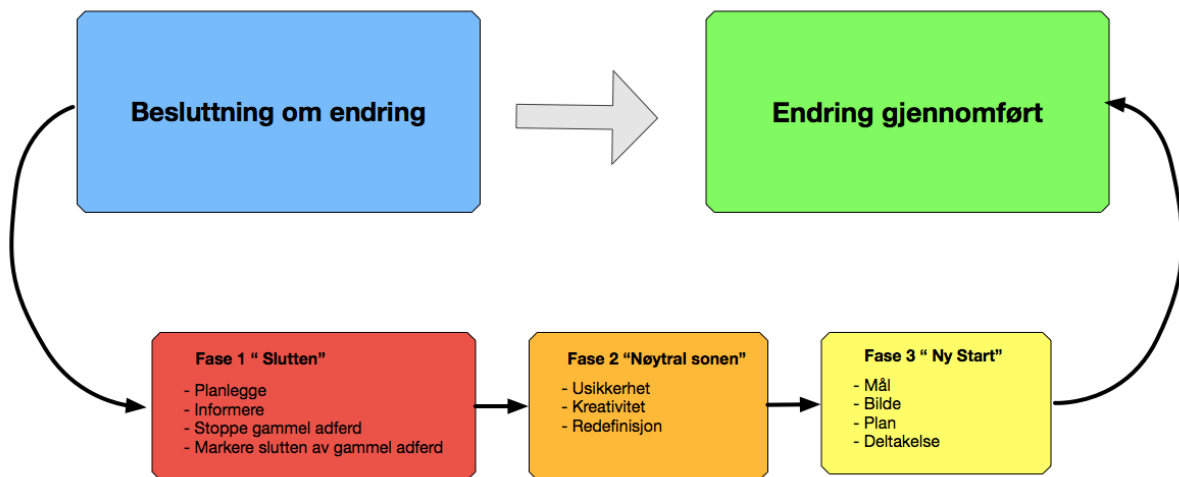 Besluttning om endring
Endring gjennomført
Fase 1 “ Slutten”
- Planlegge
- Informere
- Stoppe gammel adferd
- Markere slutten av gammel adferd
Fase 2 “Nøytral sonen”
- Usikkerhet
- Kreativitet
- Redefinisjon
Fase 3 “ Ny Start”
- Mål
- Bilde
- Plan
- Deltakelse